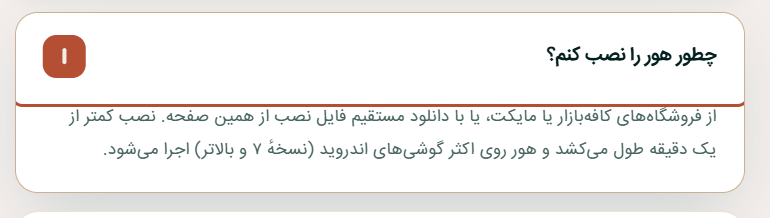 چطور هور را نصب کنم؟
از فروشگاه‌های کافه‌بازار یا مایکت، یا با دانلود مستقیم فایل نصب از همین صفحه. نصب کمتر از
یک دقیقه طول می‌کشد و هور روی اکثر گوشی‌های اندروید (نسخهٔ ۷ و بالاتر) اجرا می‌شود.